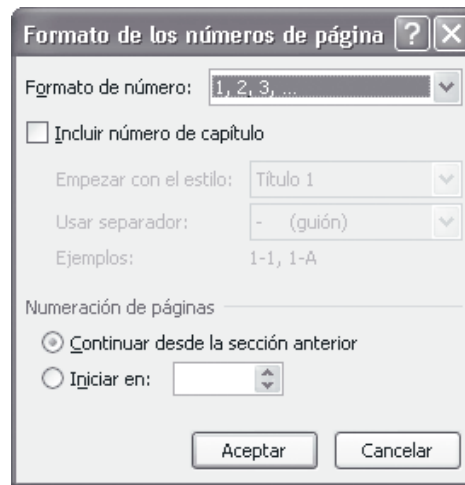 Formato de los números de página
Formato de número: 1, 2, 3, ...
Incluir número de capítulo
Empezar con el estilo: Título 1
Usar separador: - (guión)
Ejemplos: 1-1, 1-A
Numeración de páginas
Continuar desde la sección anterior
Iniciar en:
Aceptar Cancelar